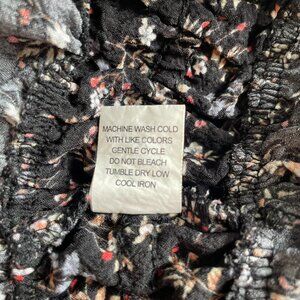 MACHINE WASH COLD
WITH LIKE COLORS
GENTLE CYCLE
DO NOT BLEACH
TUMBLE DRY LOW
COOL IRON